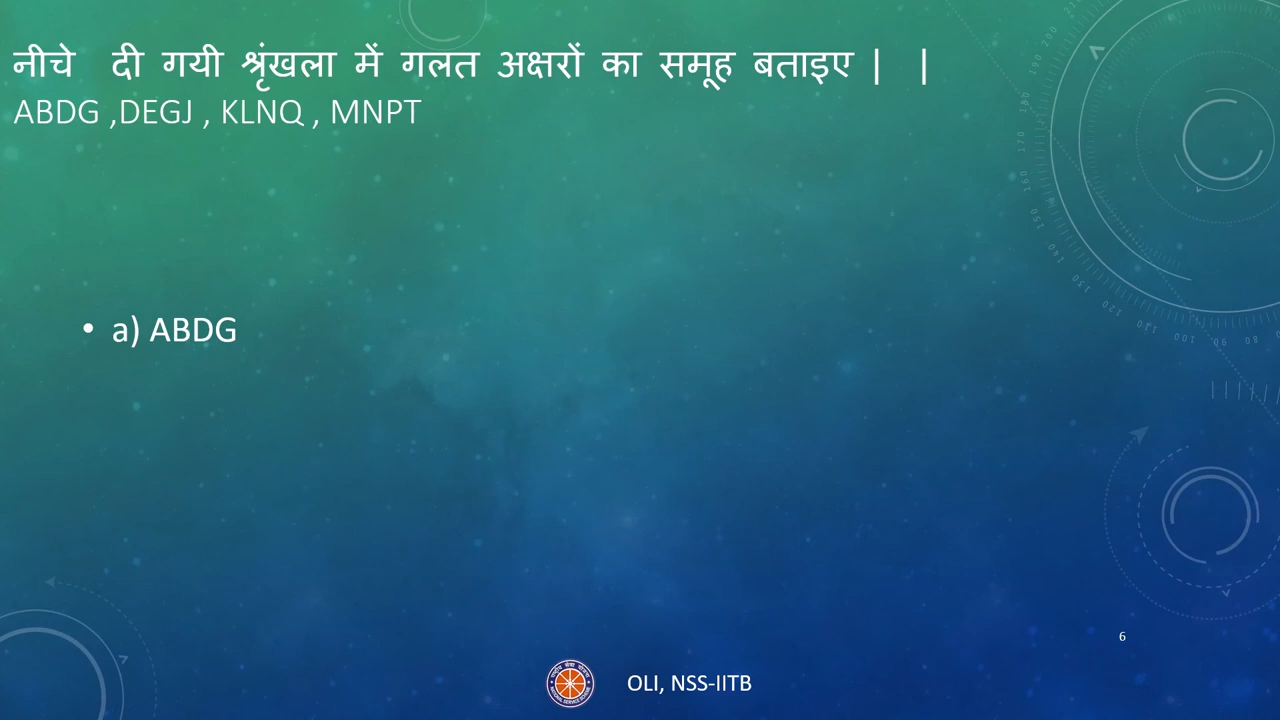 नीचे दी गयी श्रृंखला में गलत अक्षरों का समूह बताइए | |
ABDG ,DEGJ , KLNQ , MNPT
• a) ABDG
6
OLI, NSS-IITB